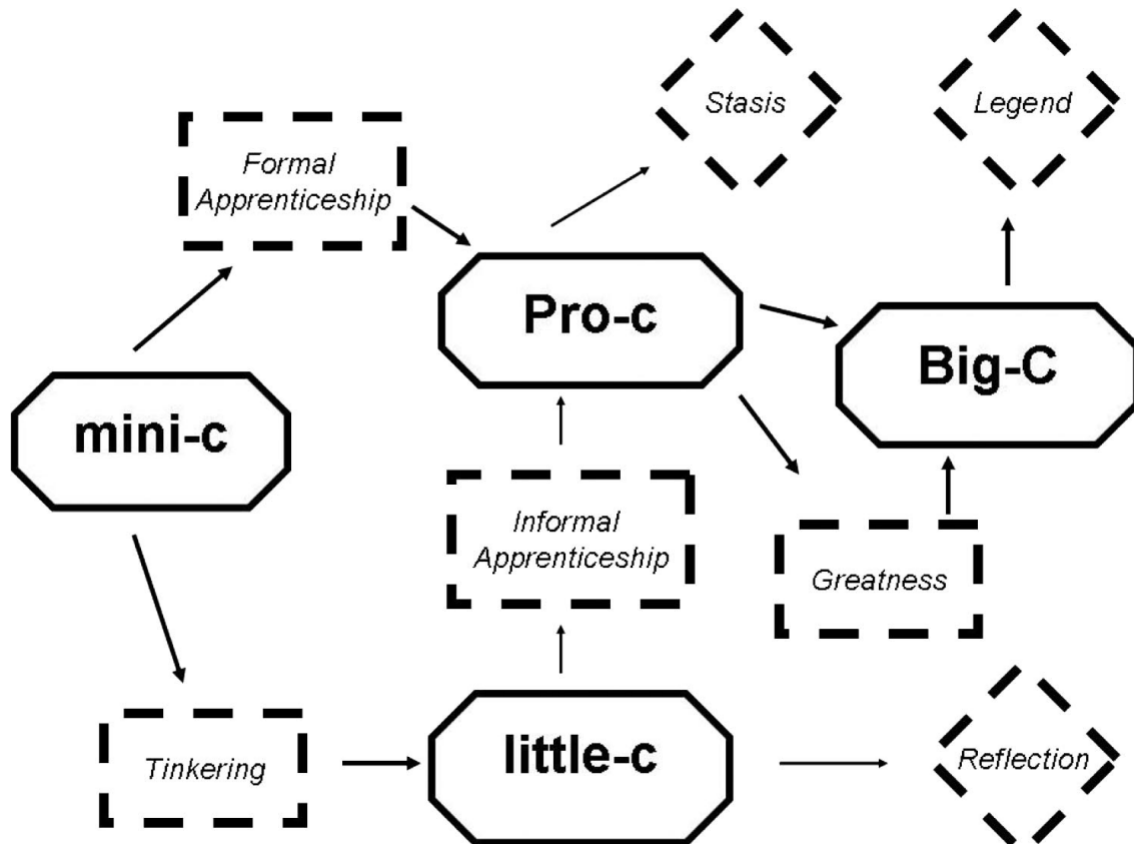 Stasis
Legend
Formal
Apprenticeship
Pro-c
Big-C
mini-c
Informal
Apprenticeship
Greatness
Tinkering
little-c
Reflection